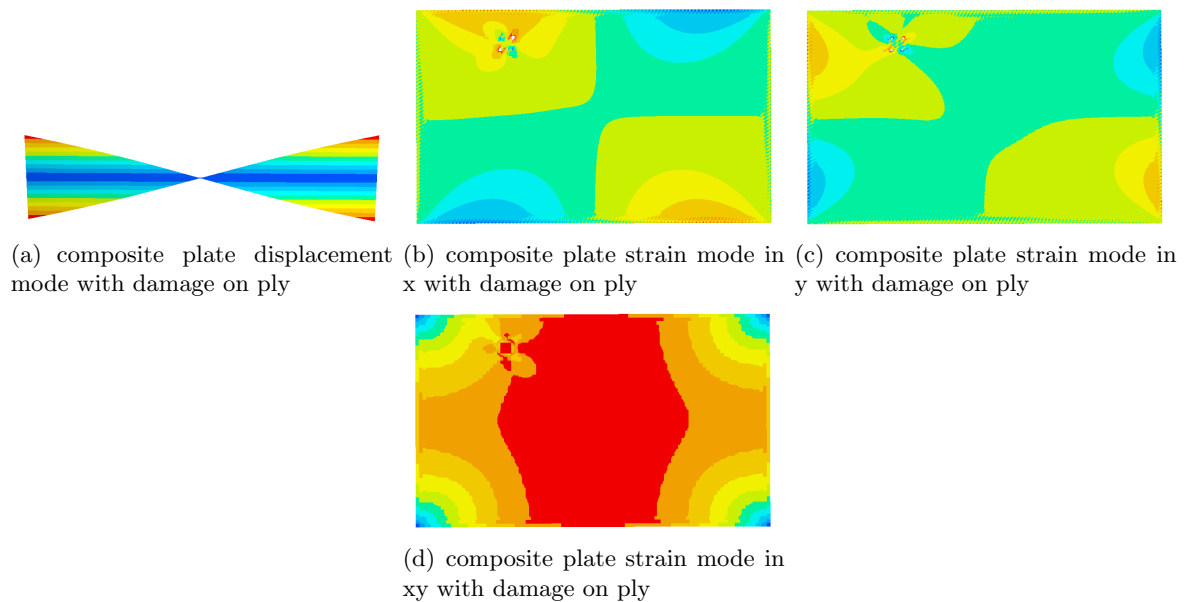 (a) composite plate displacement
mode with damage on ply
(b) composite plate strain mode in
x with damage on ply
(c) composite plate strain mode in
y with damage on ply
(d) composite plate strain mode in
xy with damage on ply